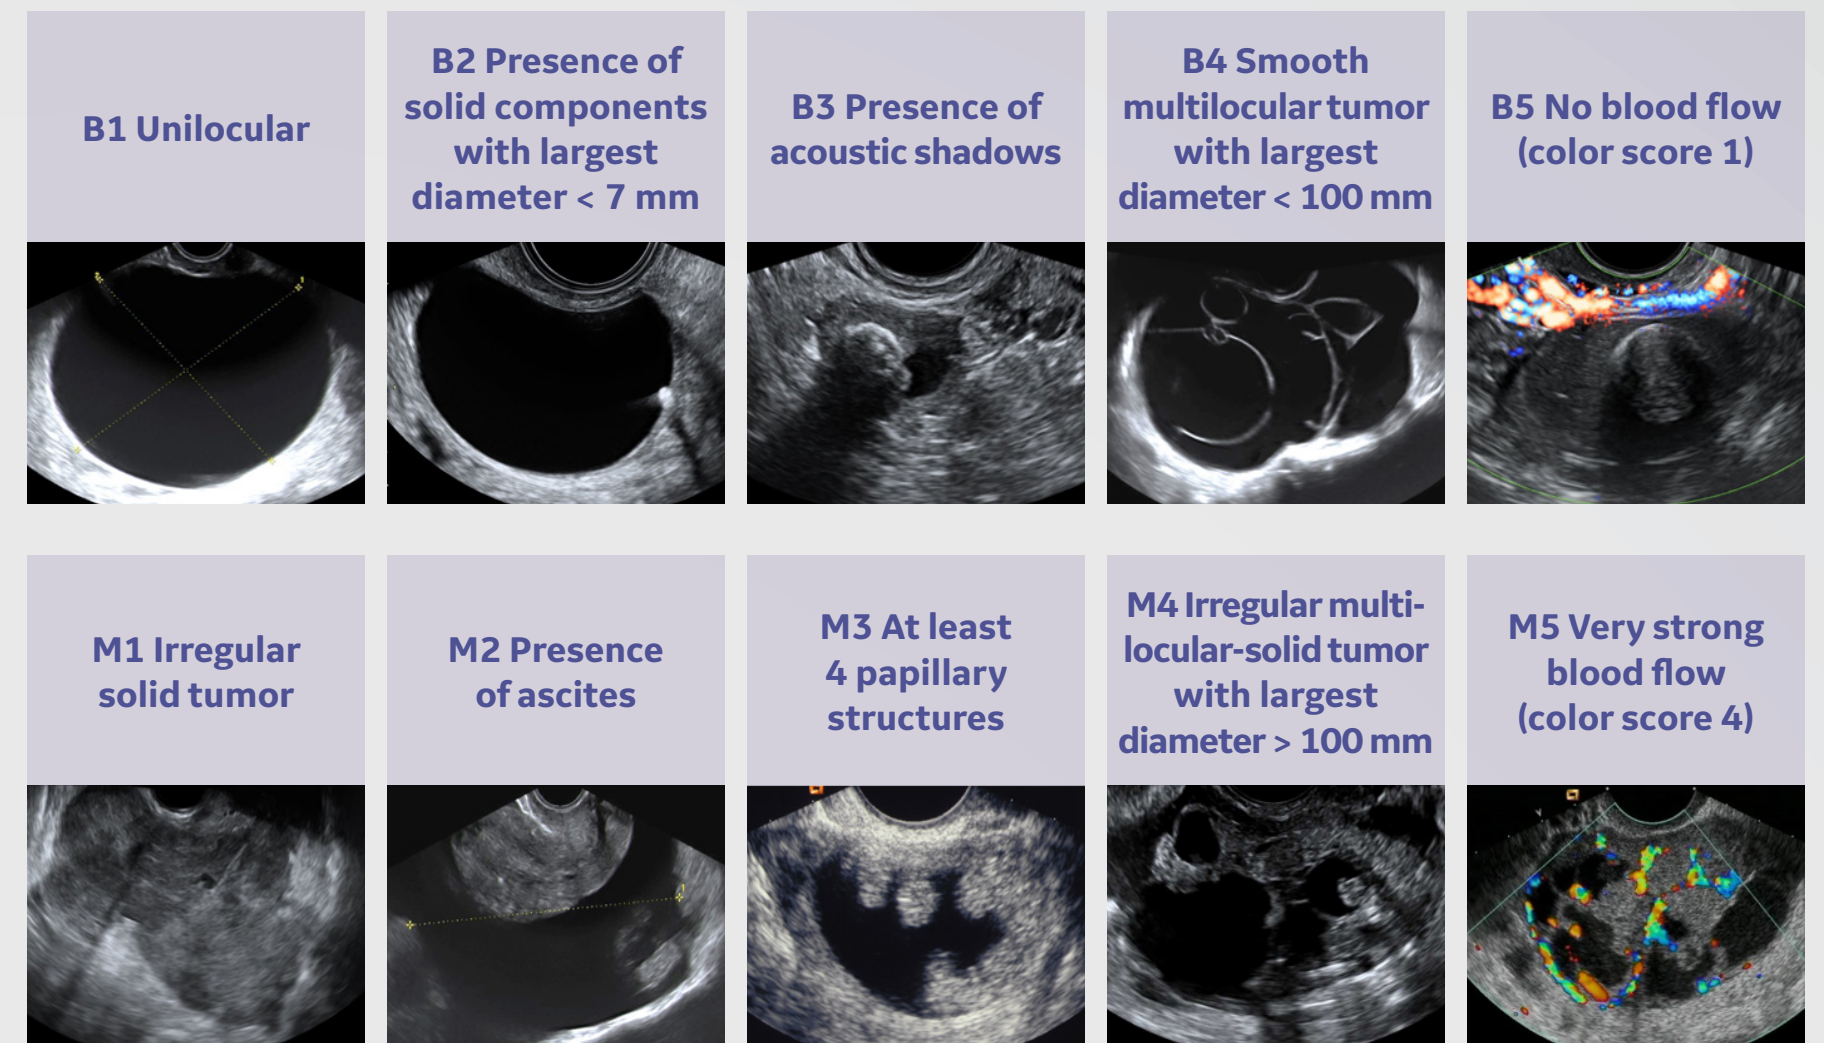 B1 Unilocular
B2 Presence of
solid components
with largest
diameter < 7 mm
B3 Presence of
acoustic shadows
B4 Smooth
multilocular tumor
with largest
diameter < 100 mm
B5 No blood flow
(color score 1)
M1 Irregular
solid tumor
M2 Presence
of ascites
M3 At least
4 papillary
structures
M4 Irregular multi-
locular-solid tumor
with largest
diameter > 100 mm
M5 Very strong
blood flow
(color score 4)